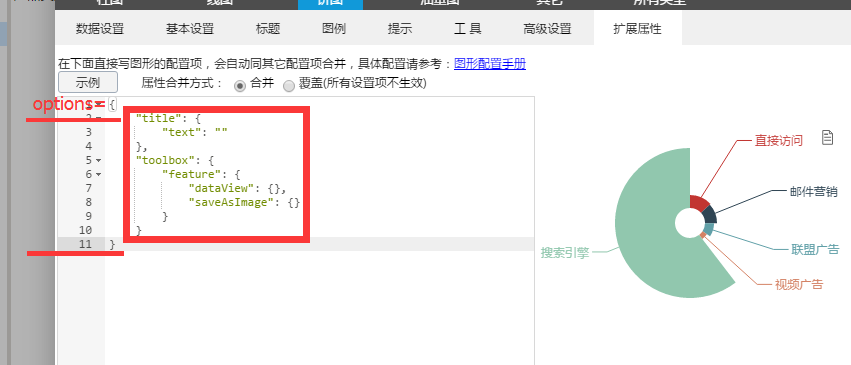 数据设置 基本设置 标题 图例 提示 工 具 高级设置 扩展属性
在下面直接写图形的配置项，会自动同其它配置项合并，具体配置请参考：图形配置手册
示例 属性合并方式： 合并 覆盖(所有设置项不生效)
options=
1 {
2 "title": {
3 "text": ""
4 },
5 "toolbox": {
6 "feature": {
7 "dataView": {},
8 "saveAsImage": {}
9 }
10 }
11 }
直接访问
邮件营销
联盟广告
视频广告
搜索引擎